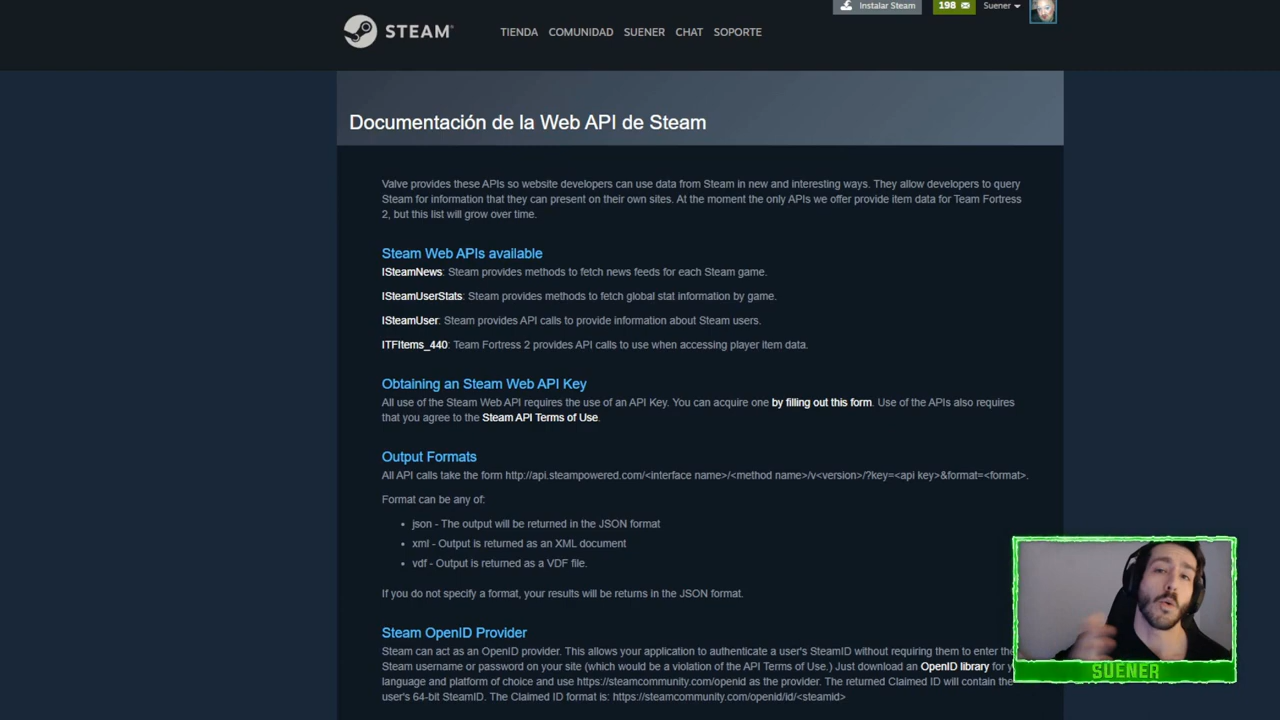 Instalar Steam
198
Suener
STEAM®
TIENDA COMUNIDAD SUENER CHAT SOPORTE
Documentación de la Web API de Steam
Valve provides these APIs so website developers can use data from Steam in new and interesting ways. They allow developers to query
Steam for information that they can present on their own sites. At the moment the only APIs we offer provide item data for Team Fortress
2, but this list will grow over time.
Steam Web APIs available
ISteamNews: Steam provides methods to fetch news feeds for each Steam game.
ISteamUserStats: Steam provides methods to fetch global stat information by game.
ISteamUser: Steam provides API calls to provide information about Steam users.
ITFItems_440: Team Fortress 2 provides API calls to use when accessing player item data.
Obtaining an Steam Web API Key
All use of the Steam Web API requires the use of an API Key. You can acquire one by filling out this form. Use of the APIs also requires
that you agree to the Steam API Terms of Use.
Output Formats
All API calls take the form http://api.steampowered.com/<interface name>/<method name>/v<version>/?key=<api key>&format=<format>.
Format can be any of:
• json - The output will be returned in the JSON format
• xml - Output is returned as an XML document
• vdf - Output is returned as a VDF file.
If you do not specify a format, your results will be returns in the JSON format.
Steam OpenID Provider
Steam can act as an OpenID provider. This allows your application to authenticate a user's SteamID without requiring them to enter
Steam username or password on your site (which would be a violation of the API Terms of Use.) Just download an OpenID library for
language and platform of choice and use https://steamcommunity.com/openid as the provider. The returned Claimed ID will contain the
user's 64-bit SteamID. The Claimed ID format is: https://steamcommunity.com/openid/id/<steamid>
SUENER